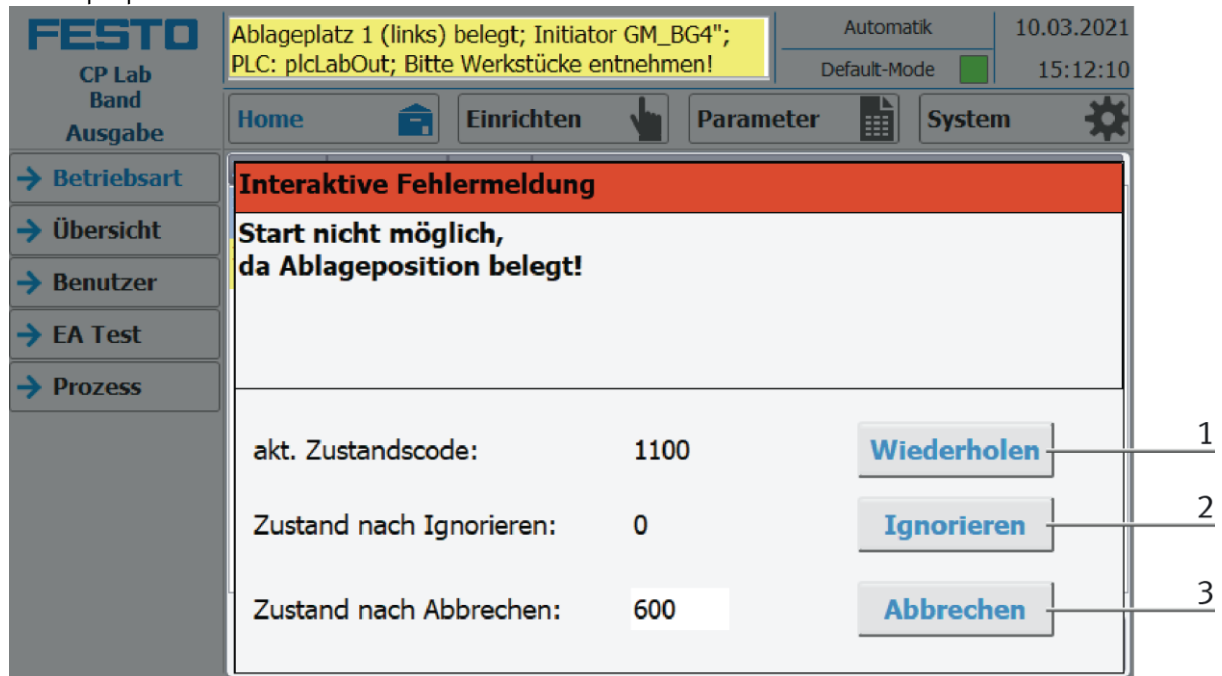 FESTO
CP Lab
Band
Ausgabe
Ablageplatz 1 (links) belegt; Initiator GM_BG4";
PLC: plcLabOut; Bitte Werkstücke entnehmen!
Automatik
Default-Mode
10.03.2021
15:12:10
Home
Einrichten
Parameter
System
Betriebsart
Übersicht
Benutzer
EA Test
Prozess
Interaktive Fehlermeldung
Start nicht möglich,
da Ablageposition belegt!
akt. Zustandscode: 1100 Wiederholen 1
Zustand nach Ignorieren: 0 Ignorieren 2
Zustand nach Abbrechen: 600 Abbrechen 3